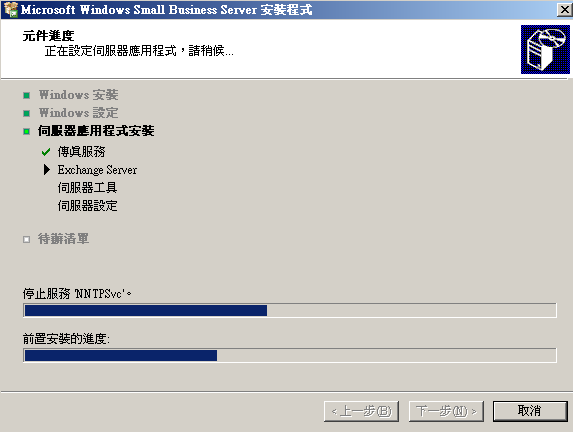 Microsoft Windows Small Business Server 安裝程式
元件進度
正在設定伺服器應用程式，請稍候...
Windows 安裝
Windows 設定
伺服器應用程式安裝
傳真服務
Exchange Server
伺服器工具
伺服器設定
待辦清單
停止服務 'NNTPSvc'。
前置安裝的進度:
< 上一步(B)
下一步(N) >
取消